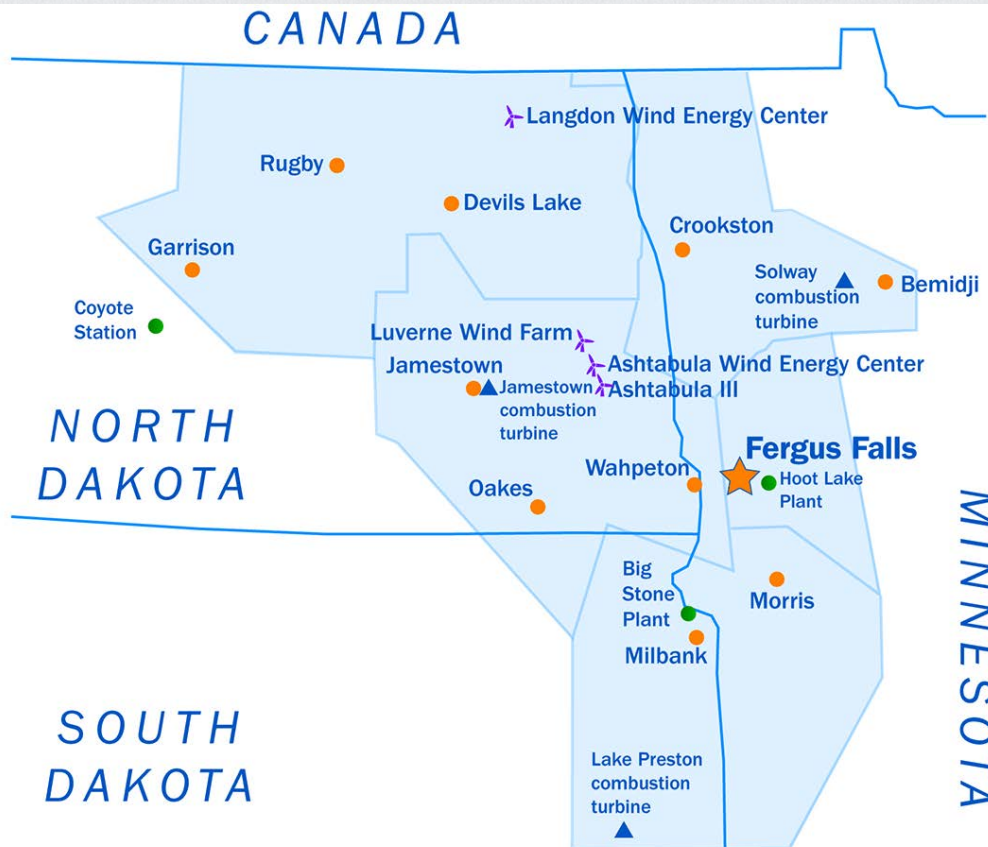 CANADA
Langdon Wind Energy Center
Rugby
Devils Lake
Crookston
Garrison
Solway
combustion
turbine
Bemidji
Coyote
Station
Luverne Wind Farm
Jamestown
Ashtabula Wind Energy Center
Jamestown
combustion
turbine
Ashtabula III
NORTH
DAKOTA
Fergus Falls
Wahpeton
Hoot Lake
Plant
Oakes
MINNESOTA
Big
Stone
Plant
Morris
Milbank
SOUTH
DAKOTA
Lake Preston
combustion
turbine